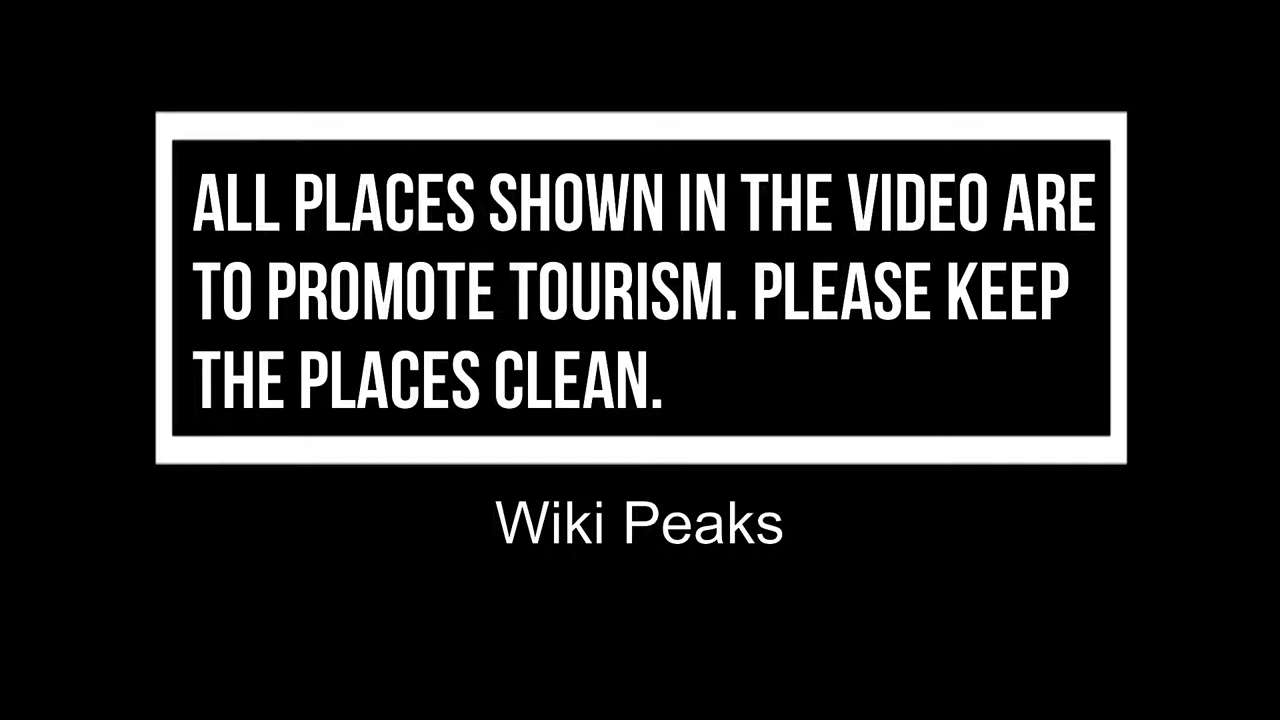 ALL PLACES SHOWN IN THE VIDEO ARE
TO PROMOTE TOURISM. PLEASE KEEP
THE PLACES CLEAN.
Wiki Peaks